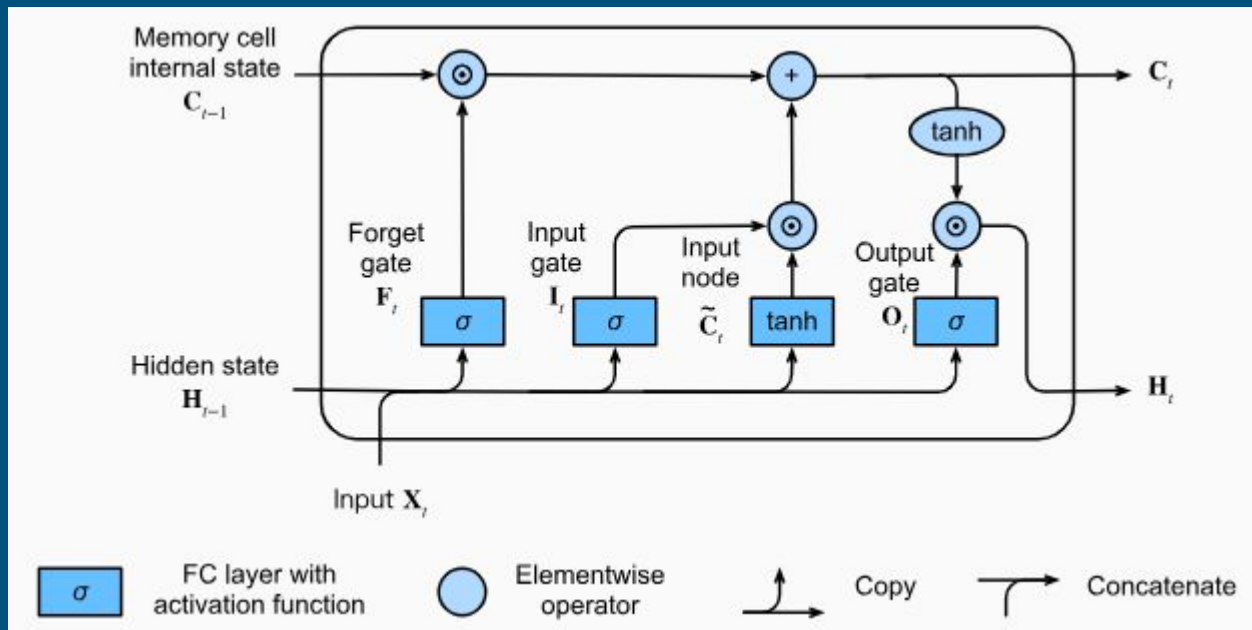 Memory cell
internal state
C_{t−1}
+
C_t
tanh
Forget
gate
F_t
σ
Input
gate
I_t
σ
Input
node
C̃_t
tanh
Output
gate
O_t
σ
Hidden state
H_{t−1}
H_t
Input X_t
σ
FC layer with
activation function
Elementwise
operator
Copy
Concatenate